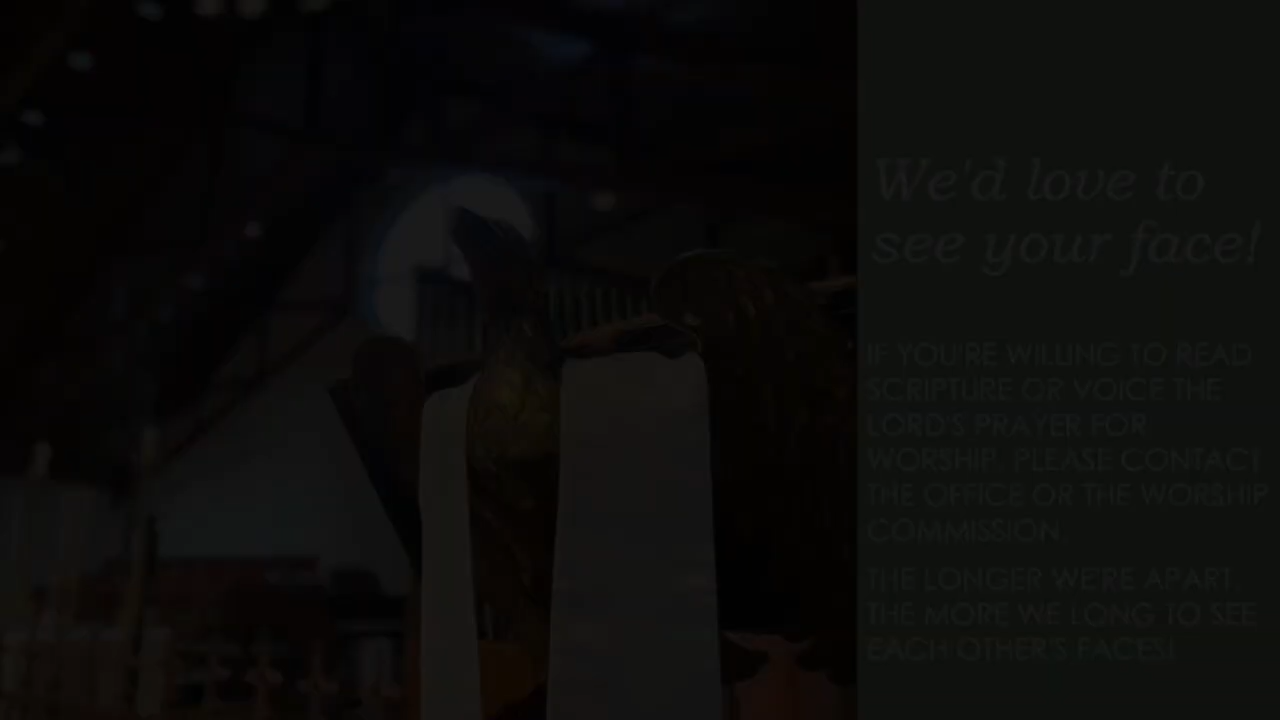 We'd love to
see your face!
IF YOU'RE WILLING TO READ
SCRIPTURE OR VOICE THE
LORD'S PRAYER FOR
WORSHIP, PLEASE CONTACT
THE OFFICE OR THE WORSHIP
COMMISSION.
THE LONGER WE'RE APART,
THE MORE WE LONG TO SEE
EACH OTHER'S FACES!